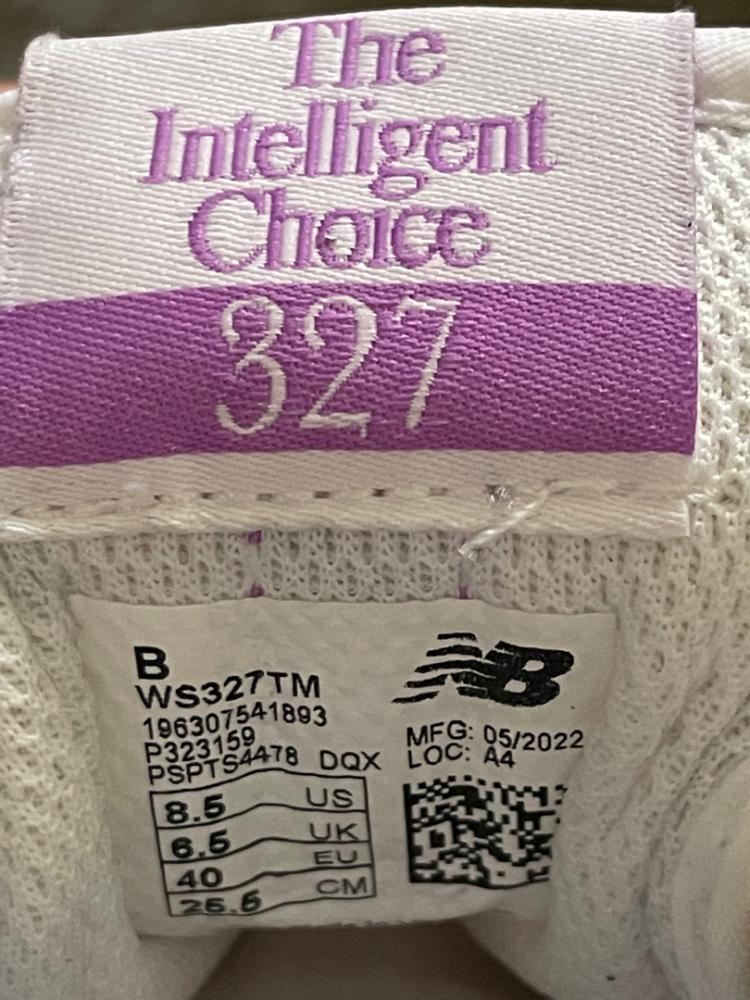 The
Intelligent
Choice
327
B
WS327TM
196307541893
P323159
PSPTS4478 DQX
8.5 US
6.5 UK
40 EU
25.5 CM
NB
MFG: 05/2022
LOC: A4